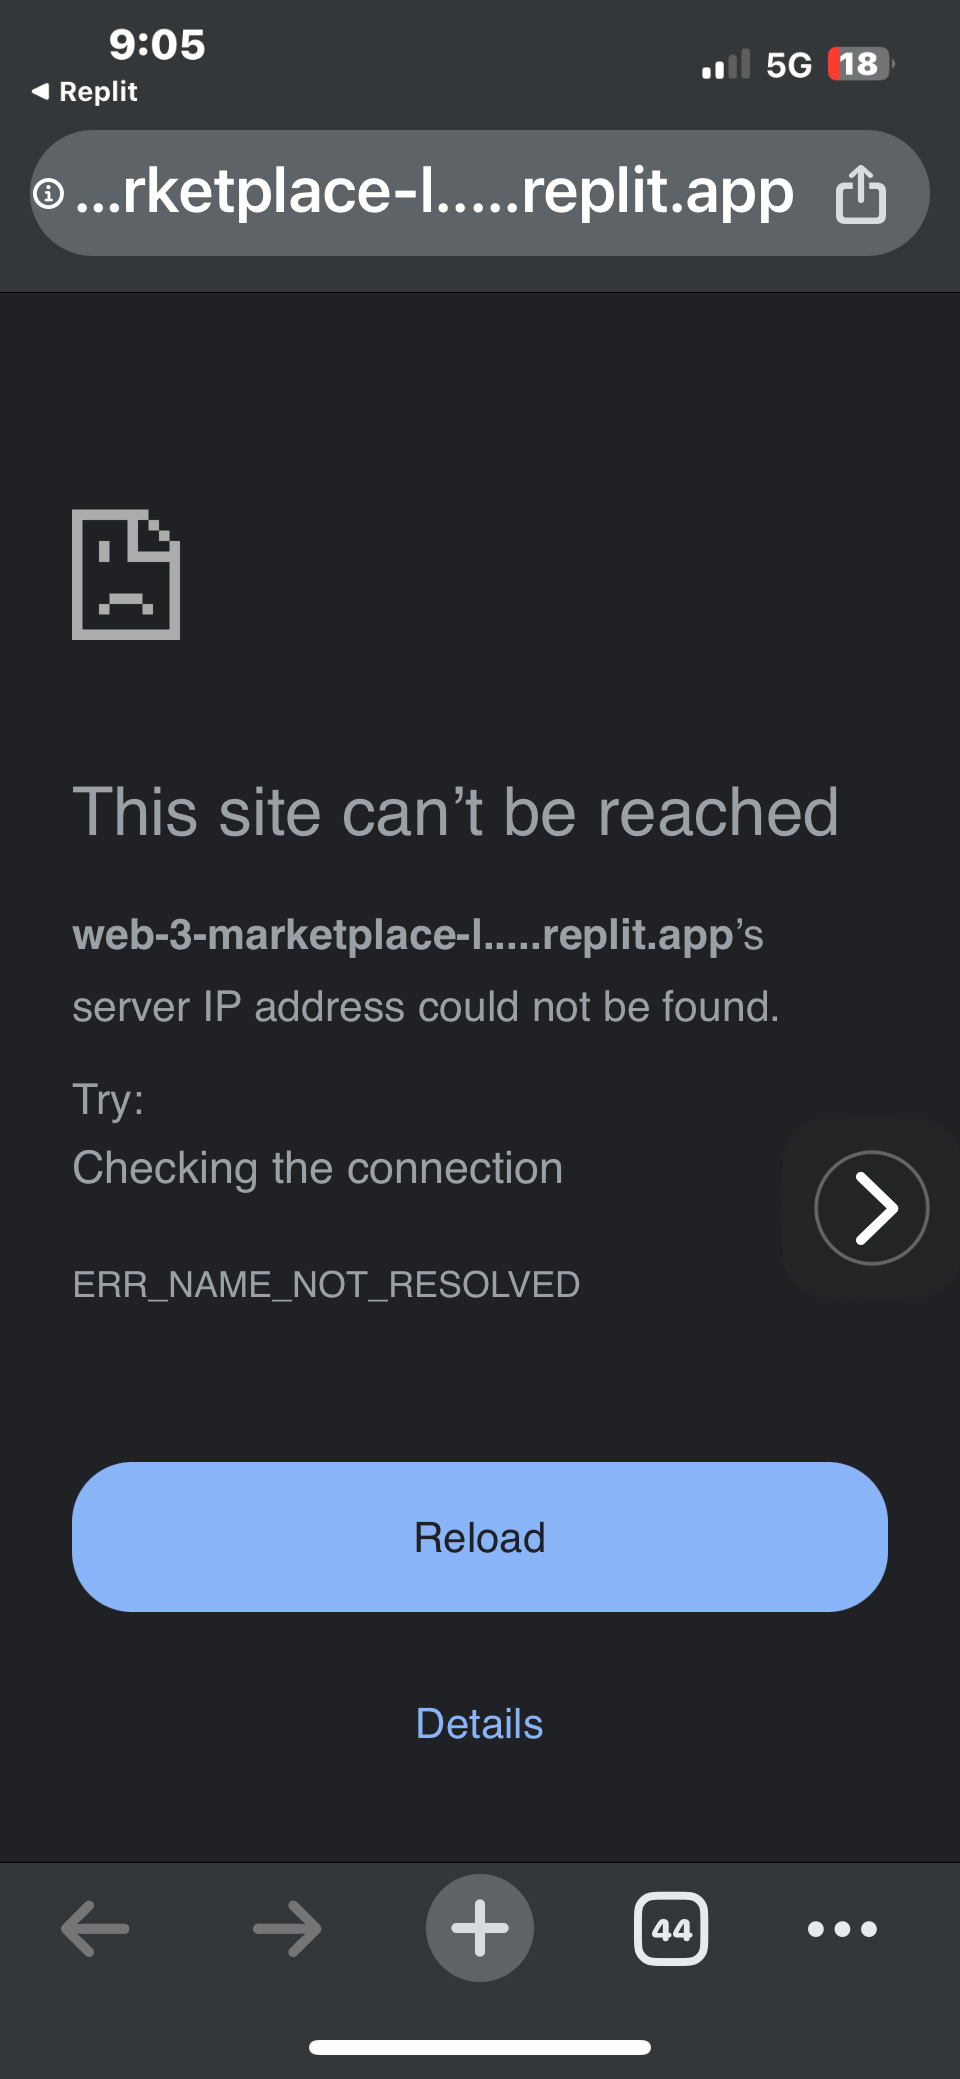 9:05
5G 18
◀ Replit
...rketplace-l.....replit.app
This site can’t be reached
web-3-marketplace-l.....replit.app’s
server IP address could not be found.
Try:
Checking the connection
ERR_NAME_NOT_RESOLVED
Reload
Details
44